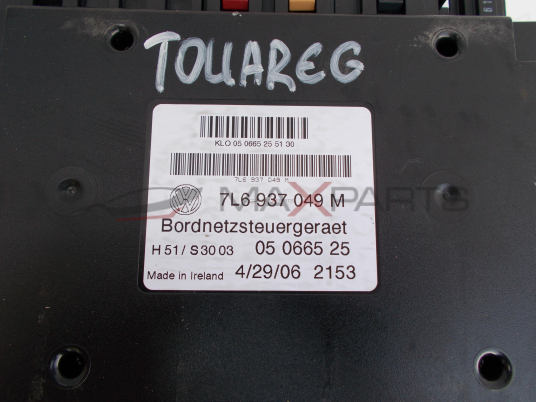 TOUAREG
KLO 05 0665 25 51 30
7L6 937 049 M
7L6 937 049 M
MAXPARTS
Bordnetzsteuergeraet
H 51 / S 30 03 05 0665 25
Made in Ireland 4/29/06 2153